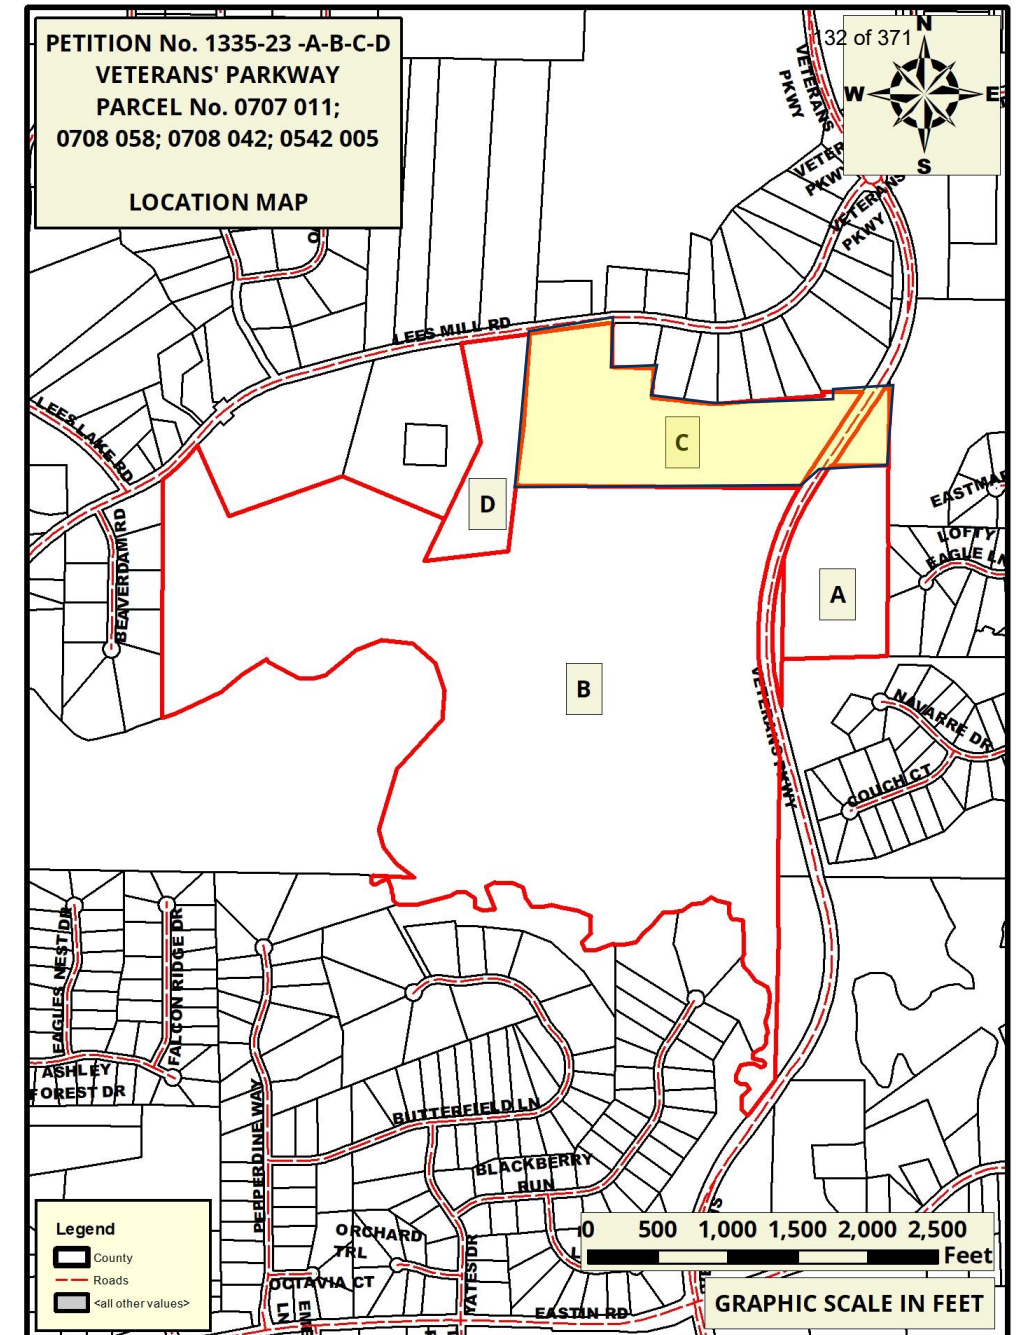 PETITION No. 1335-23 -A-B-C-D
VETERANS' PARKWAY
PARCEL No. 0707 011;
0708 058; 0708 042; 0542 005
LOCATION MAP
132 of 371
N
W
E
S
VETERANS
PKWY
PKWY
VETERANS
PKWY
LEES MILL RD
LEES LAKE RD
BEAVERDAM RD
C
D
A
B
LOFTY
EAGLE LN
VETERANS PKWY
NAVARRE DR
COUCH CT
EAGLES NEST DR
FALCON RIDGE DR
ASHLEY
FOREST DR
PEPPERDINE WAY
BUTTERFIELD LN
BLACKBERRY
RUN
ORCHARD
TRL
OCTAVIA CT
LN
YATES DR
EASTIN RD
Legend
County
Roads
<all other values>
0 500 1,000 1,500 2,000 2,500
Feet
GRAPHIC SCALE IN FEET